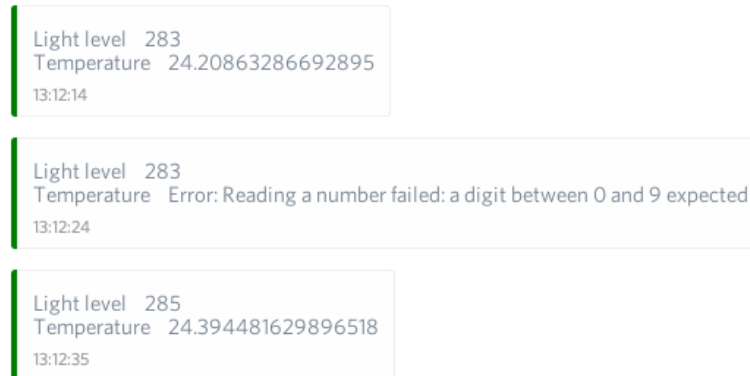 Light level 283
Temperature 24.20863286692895
13:12:14
Light level 283
Temperature Error: Reading a number failed: a digit between 0 and 9 expected
13:12:24
Light level 285
Temperature 24.394481629896518
13:12:35